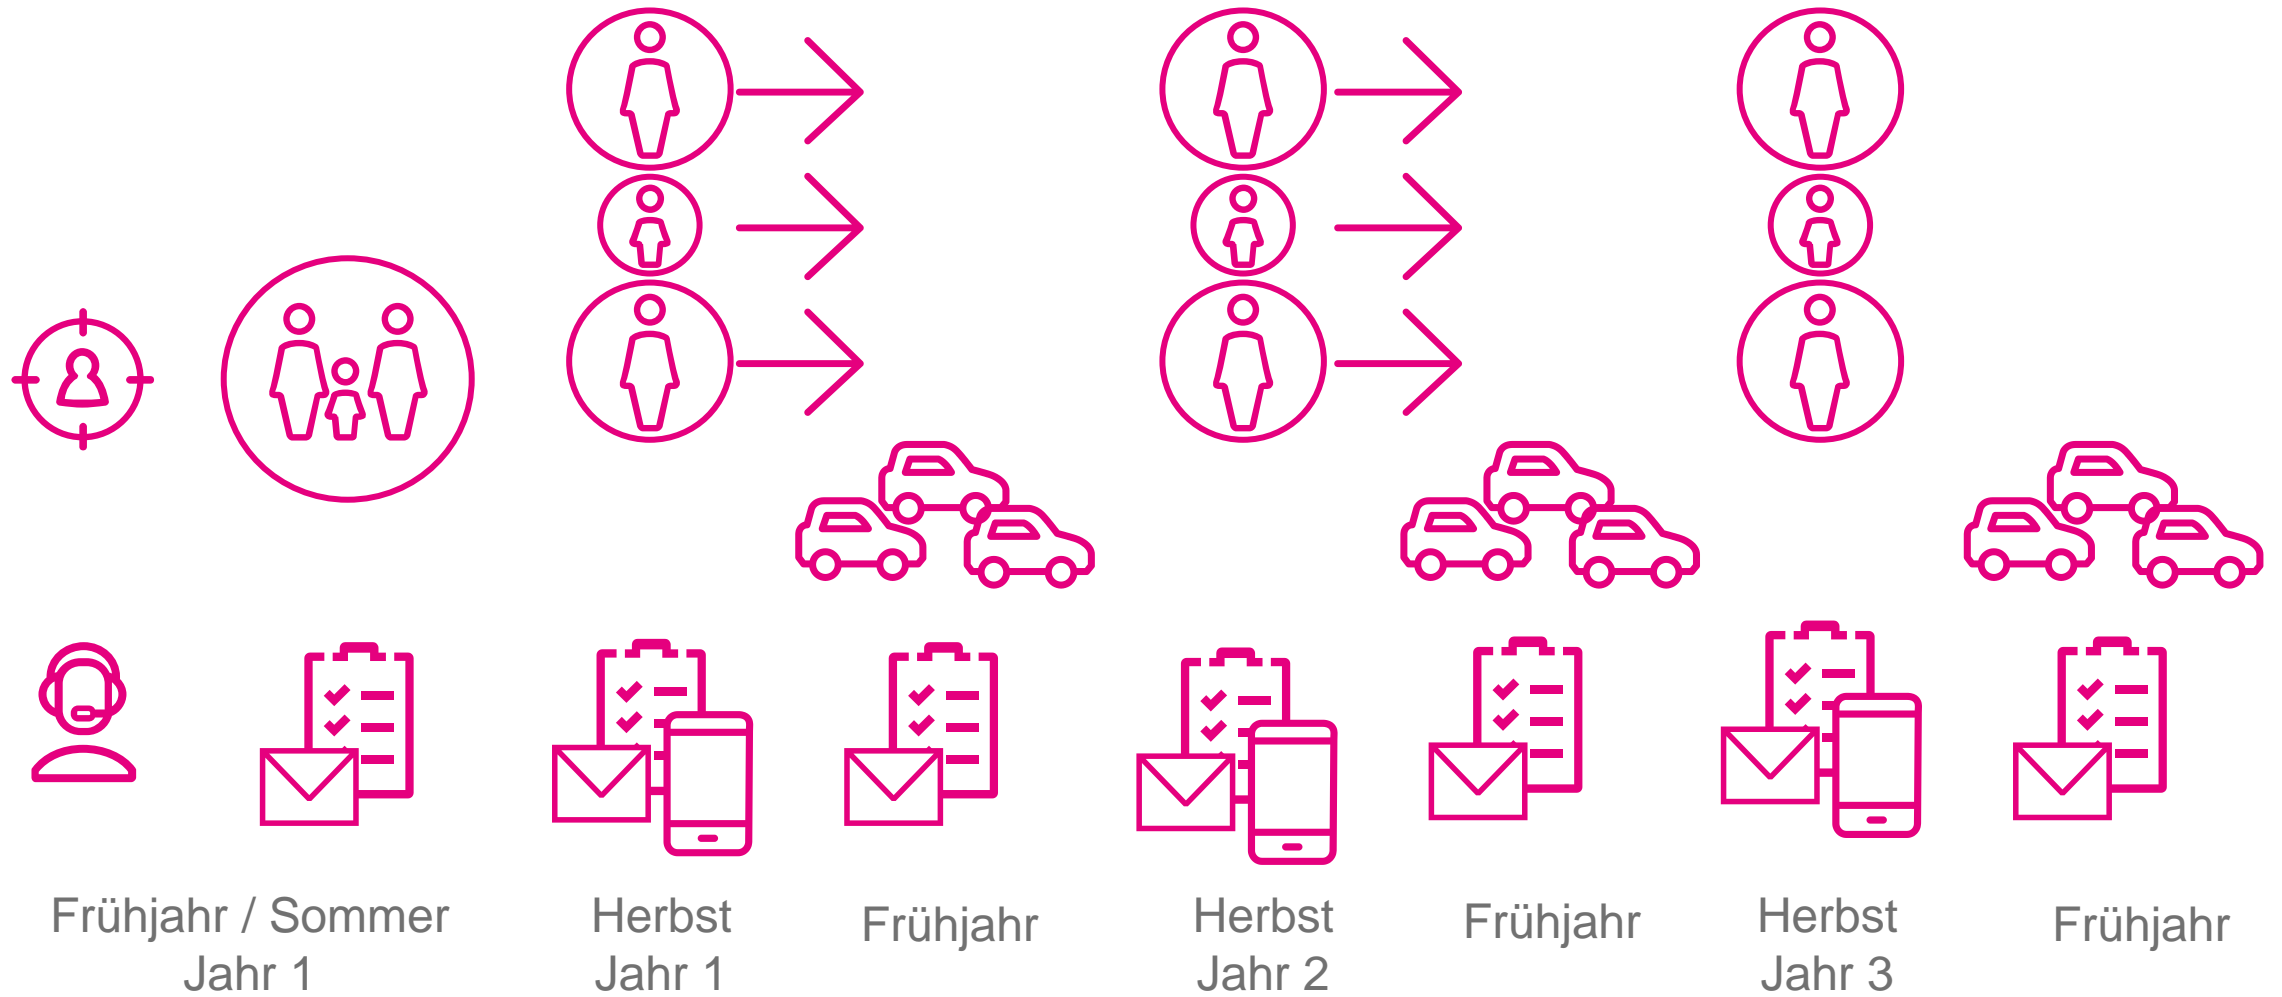 Frühjahr / Sommer
Jahr 1
Herbst
Jahr 1
Frühjahr
Herbst
Jahr 2
Frühjahr
Herbst
Jahr 3
Frühjahr